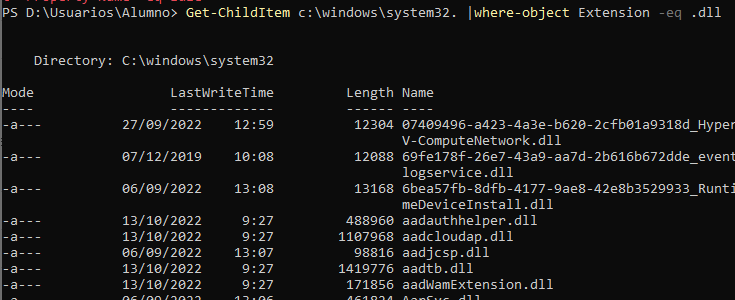 PS D:\Usuarios\Alumno> Get-ChildItem c:\windows\system32. |where-object Extension -eq .dll
Directory: C:\windows\system32
Mode LastWriteTime Length Name
---- ------------- ------ ----
-a--- 27/09/2022 12:59 12304 07409496-a423-4a3e-b620-2cfb01a9318d_Hyper
V-ComputeNetwork.dll
-a--- 07/12/2019 10:08 12088 69fe178f-26e7-43a9-aa7d-2b616b672dde_event
logservice.dll
-a--- 06/09/2022 13:08 13168 6bea57fb-8dfb-4177-9ae8-42e8b3529933_Runti
meDeviceInstall.dll
-a--- 13/10/2022 9:27 488960 aadauthhelper.dll
-a--- 13/10/2022 9:27 1107968 aadcloudap.dll
-a--- 06/09/2022 13:07 98816 aadjcsp.dll
-a--- 13/10/2022 9:27 1419776 aadtb.dll
-a--- 13/10/2022 9:27 171856 aadWamExtension.dll